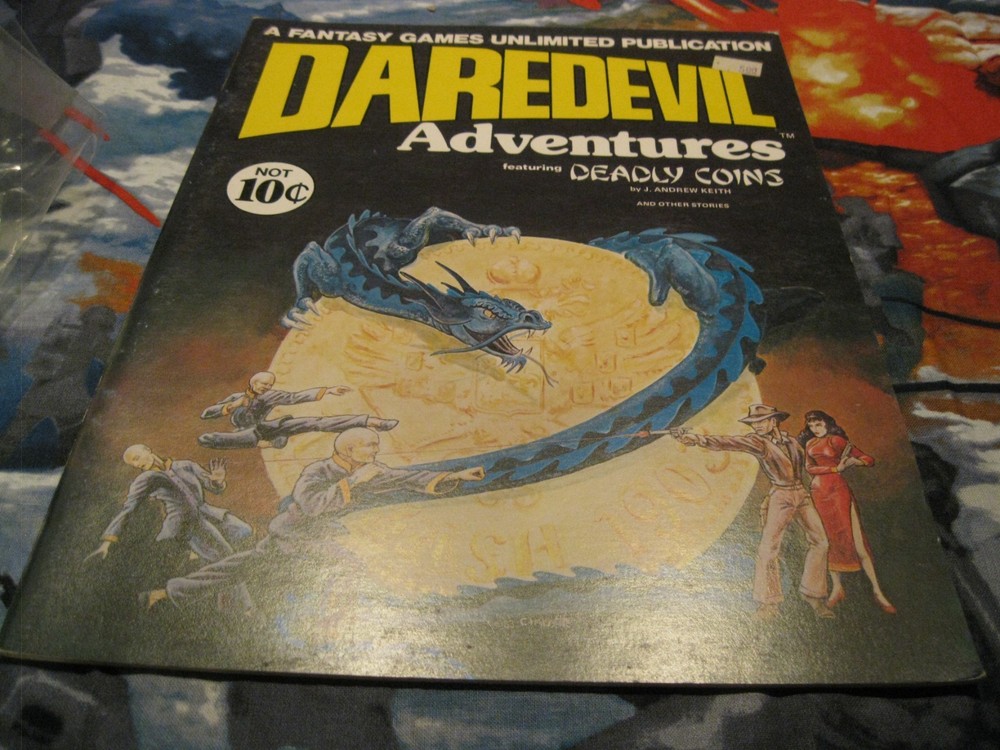 A FANTASY GAMES UNLIMITED PUBLICATION
DAREDEVIL
TM
Adventures
featuring DEADLY COINS
by J. ANDREW KEITH
AND OTHER STORIES
NOT
10¢